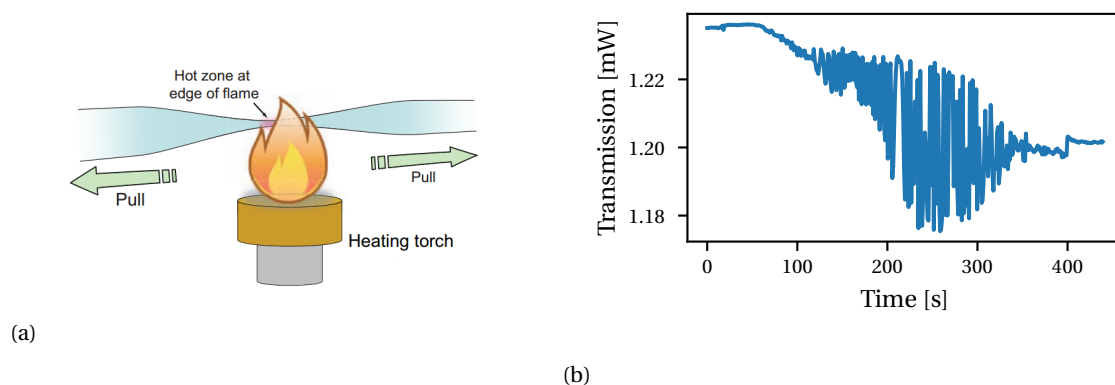 Hot zone at
edge of flame
Pull
Pull
Heating torch
(a)
Transmission [mW]
1.22
1.20
1.18
0 100 200 300 400
Time [s]
(b)